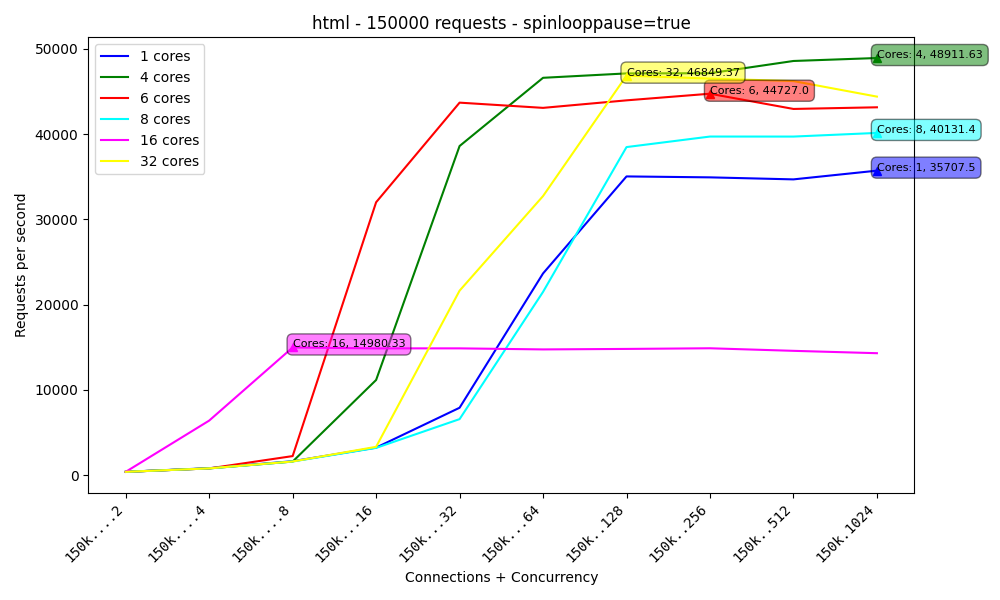 html - 150000 requests - spinlooppause=true
50000
40000
30000
20000
10000
0
Requests per second
1 cores
4 cores
6 cores
8 cores
16 cores
32 cores
Cores: 4, 48911.63
Cores: 32, 46849.37
Cores: 6, 44727.0
Cores: 8, 40131.4
Cores: 1, 35707.5
Cores: 16, 14980.33
150k....2
150k....4
150k....8
150k...16
150k...32
150k...64
150k..128
150k..256
150k..512
150k.1024
Connections + Concurrency